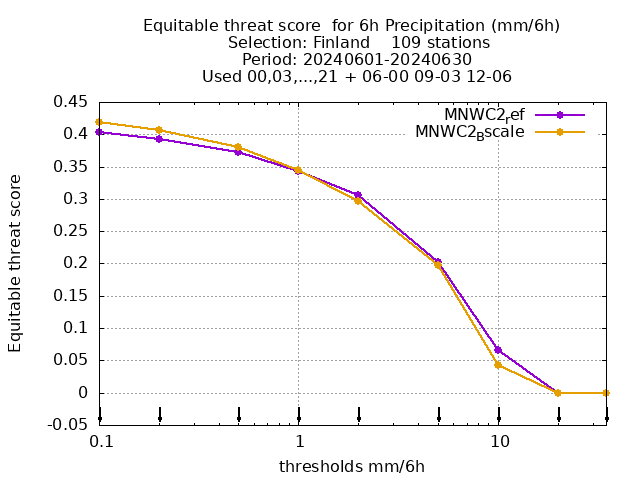 Equitable threat score  for 6h Precipitation (mm/6h)
Selection: Finland    109 stations
Period: 20240601-20240630
Used 00,03,...,21 + 06-00 09-03 12-06
MNWC2_ref
MNWC2_Bscale
Equitable threat score
0.45
0.4
0.35
0.3
0.25
0.2
0.15
0.1
0.05
0
-0.05
0.1 1 10
thresholds mm/6h